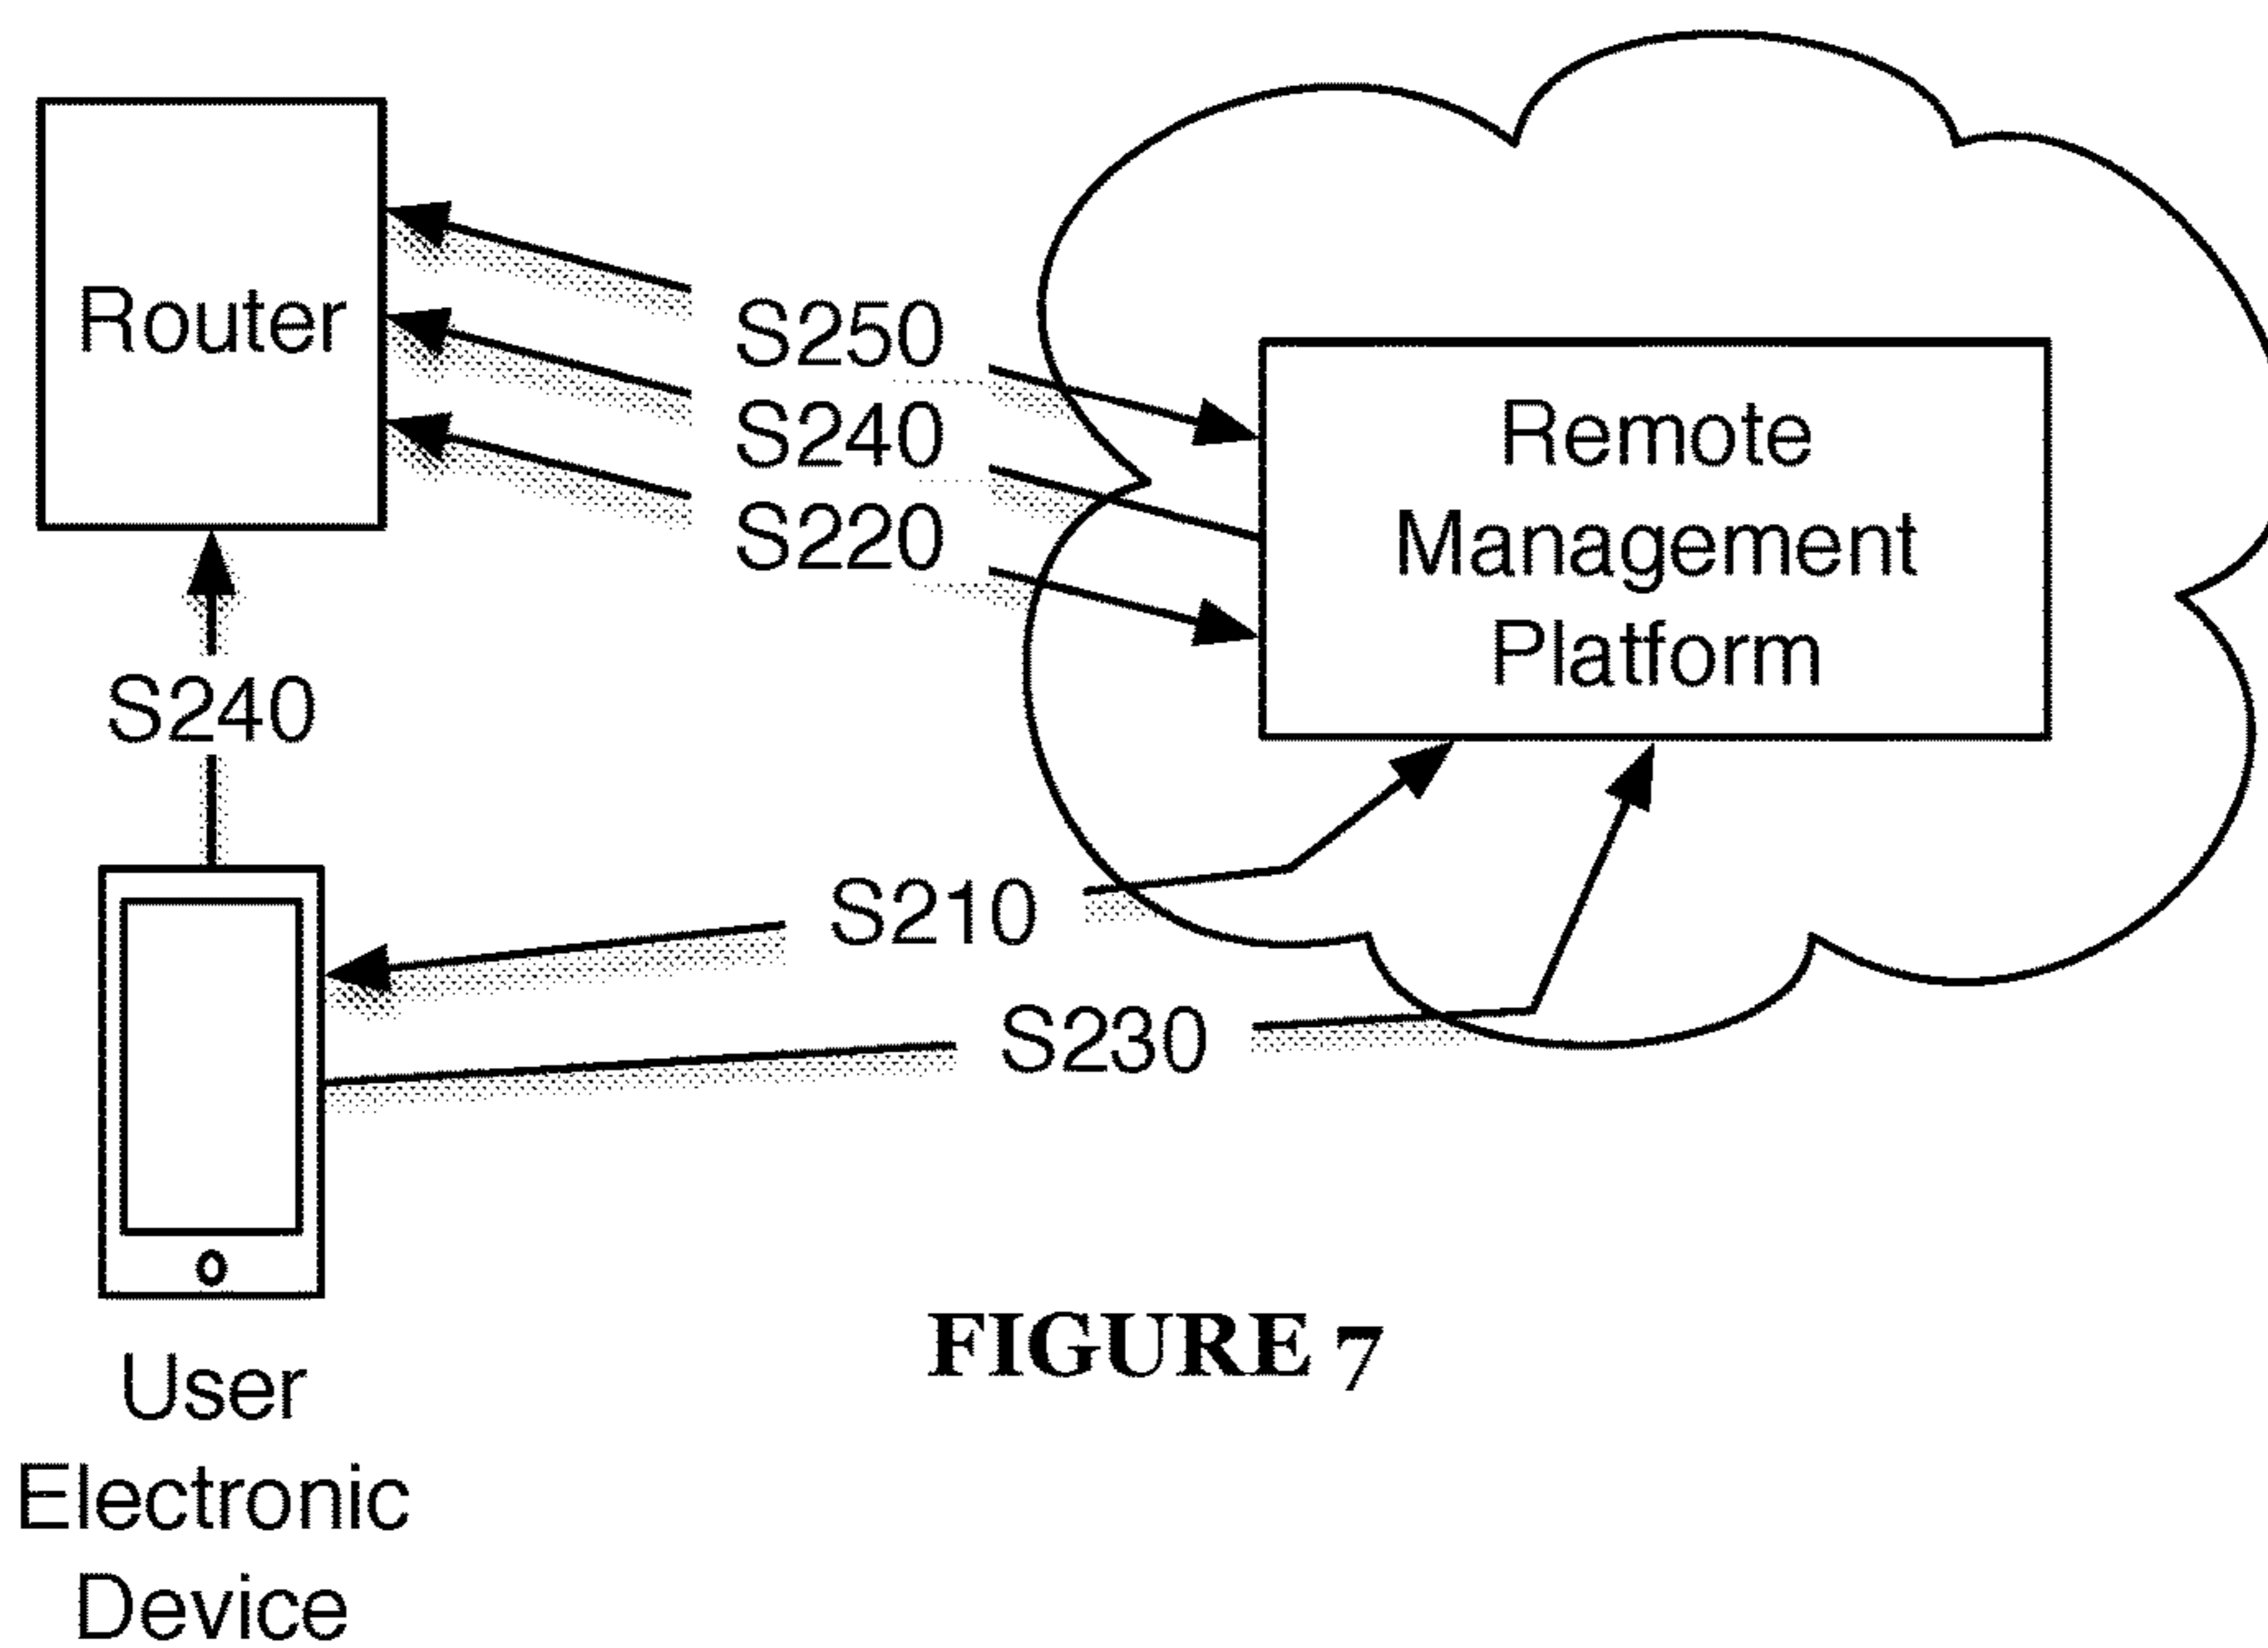 Router
S250
S240
S220
Remote
Management
Platform
S240
S210
S230
User
Electronic
Device
FIGURE 7